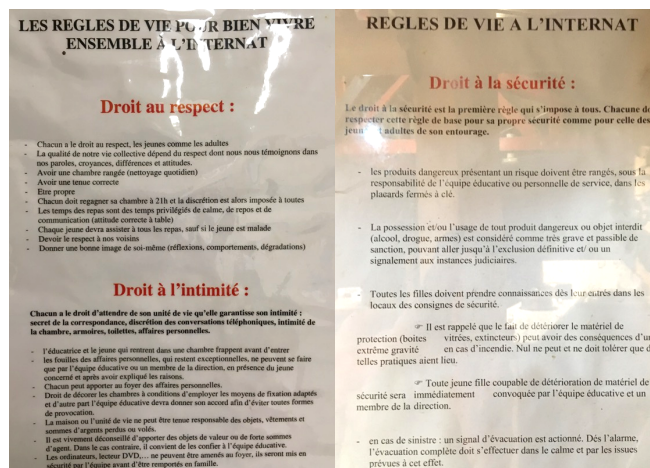 LES REGLES DE VIE POUR BIEN VIVRE
ENSEMBLE A L'INTERNAT
Droit au respect :
- Chacun a le droit au respect, les jeunes comme les adultes
- La qualité de notre vie collective dépend du respect dont nous nous témoignons dans
nos paroles, croyances, différences et attitudes.
- Avoir une chambre rangée (nettoyage quotidien)
- Avoir une tenue correcte
- Etre propre
- Chacun doit regagner sa chambre à 21h et la discrétion est alors imposée à toutes
- Les temps des repas sont des temps privilégiés de calme, de repos et de
communication (attitude correcte à table)
- Chaque jeune devra assister à tous les repas, sauf si le jeune est malade
- Devoir le respect à nos voisins
- Donner une bonne image de soi-même (réflexions, comportements, dégradations)
Droit à l'intimité :
Chacun a le droit d'attendre de son unité de vie qu'elle garantisse son intimité :
secret de la correspondance, discrétion des conversations téléphoniques, intimité de
la chambre, armoires, toilettes, affaires personnelles.
- l'éducatrice et le jeune qui rentrent dans une chambre frappent avant d'entrer
- les fouilles des affaires personnelles, qui restent exceptionnelles, ne peuvent se faire
que par l'équipe éducative ou un membre de la direction, en présence du jeune
concerné et après avoir expliqué les raisons.
- Chacun peut apporter au foyer des affaires personnelles.
- Droit de décorer les chambres à conditions d'employer les moyens de fixation adaptés
et d'autre part l'équipe éducative devra donner son accord afin d'éviter toutes formes
de provocation.
- La maison ou l'unité de vie ne peut être tenue responsable des objets, vêtements et
sommes d'argents perdus ou volés.
- Il est vivement déconseillé d'apporter des objets de valeur ou de forte sommes
d'agent. Dans le cas contraire, il convient de les confier à l'équipe éducative.
- Les ordinateurs, lecteur DVD,… ne peuvent être amenés au foyer, ils seront mis en
sécurité par l'équipe avant d'être remportés en famille.
REGLES DE VIE A L'INTERNAT
Droit à la sécurité :
Le droit à la sécurité est la première règle qui s'impose à tous. Chacune do
respecter cette règle de base pour sa propre sécurité comme pour celle des
jeunes et adultes de son entourage.
- les produits dangereux présentant un risque doivent être rangés, sous la
responsabilité de l'équipe éducative ou personnelle de service, dans les
placards fermés à clé.
- La possession et/ou l'usage de tout produit dangereux ou objet interdit
(alcool, drogue, armes) est considéré comme très grave et passible de
sanction, pouvant aller jusqu'à l'exclusion définitive et/ ou un
signalement aux instances judiciaires.
- Toutes les filles doivent prendre connaissances dès leur entrés dans les
locaux des consignes de sécurité.
☞ Il est rappelé que le fait de détériorer le matériel de
protection (boites vitrées, extincteurs) peut avoir des conséquences d'un
extrême gravité en cas d'incendie. Nul ne peut et ne doit tolérer que d
telles pratiques aient lieu.
☞ Toute jeune fille coupable de détérioration de matériel de
sécurité sera immédiatement convoquée par l'équipe éducative et un
membre de la direction.
- en cas de sinistre : un signal d'évacuation est actionné. Dés l'alarme,
l'évacuation complète doit s'effectuer dans le calme et par les issues
prévues à cet effet.